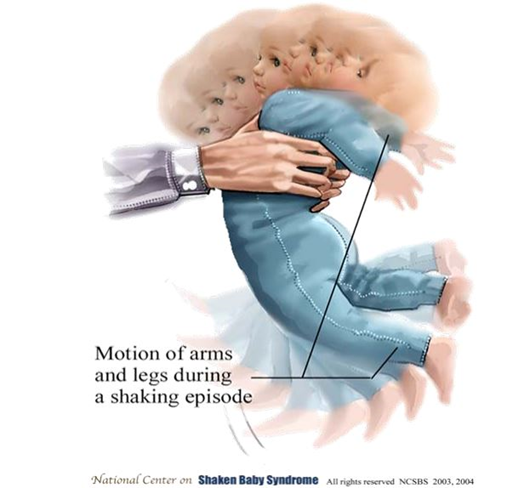 Motion of arms
and legs during
a shaking episode
National Center on Shaken Baby Syndrome All rights reserved NCSBS 2003, 2004